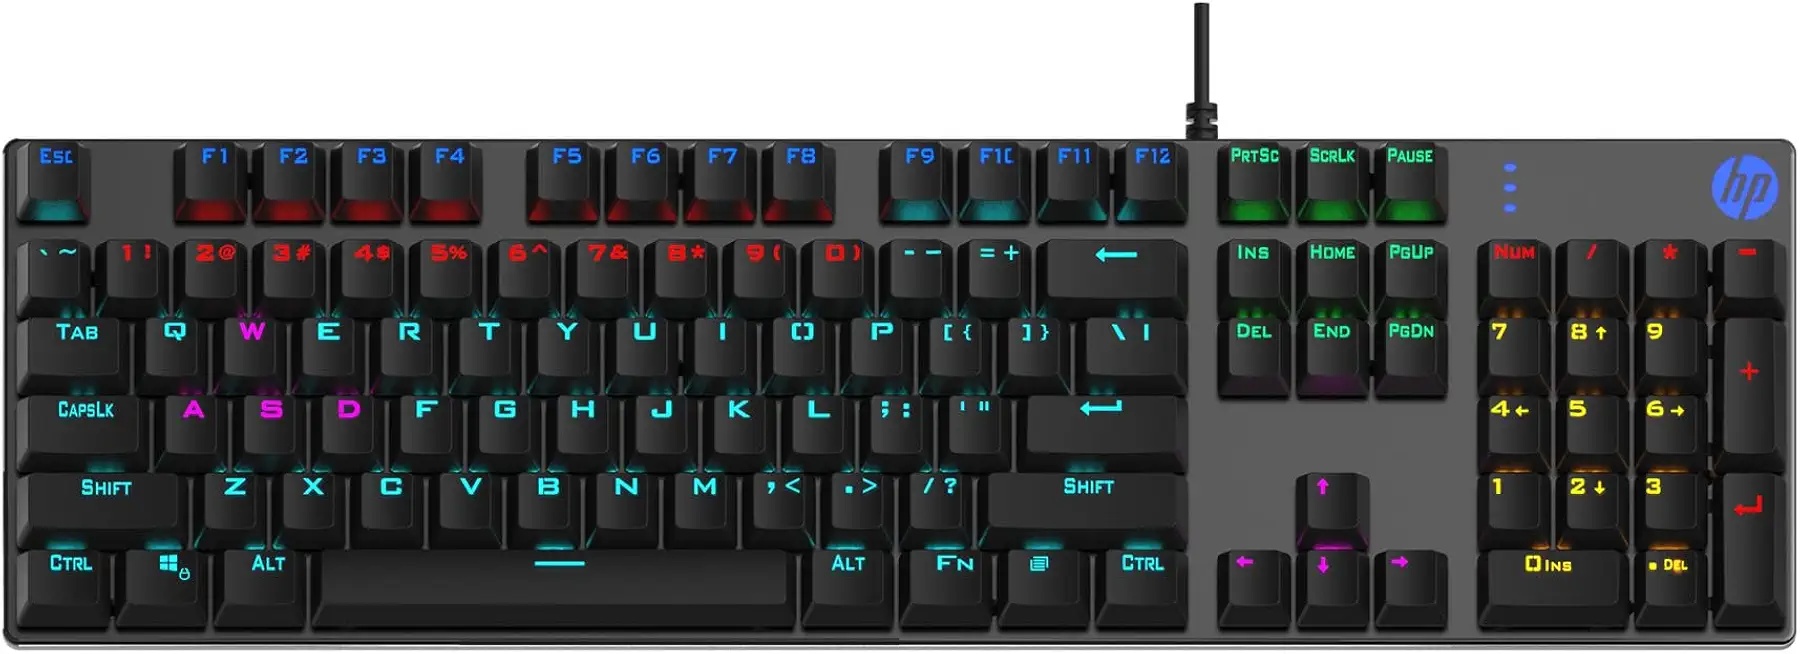 Esc F1 F2 F3 F4 F5 F6 F7 F8 F9 F1C F11 F12 PRTSC SCRLK PAUSE hp
` ~ 1 ! 2 @ 3 # 4 $ 5 % 6 ^ 7 & 8 * 9 ( 0 ) - - = + ← INS HOME PGUP NUM / * -
TAB Q W E R T Y U I O P [ { ] } \ | DEL END PGDN 7 8 ↑ 9 +
CAPSLK A S D F G H J K L ; : ' " ↵ 4 ← 5 6 →
SHIFT Z X C V B N M , < . > / ? SHIFT ↑ 1 2 ↓ 3 ↵
CTRL ALT ALT FN CTRL ← ↓ → 0 INS . DEL